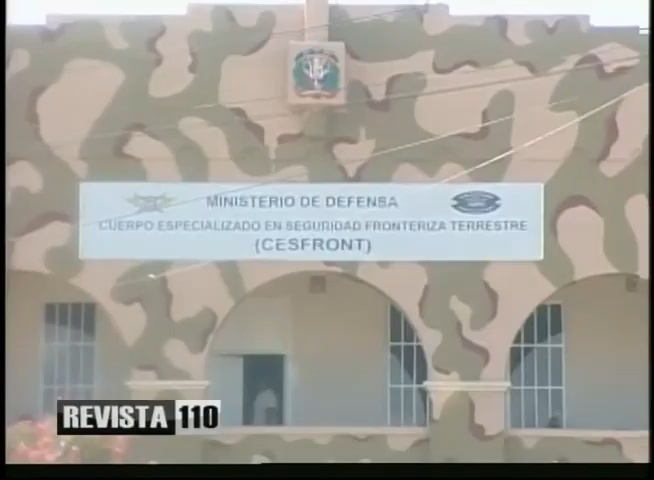 MINISTERIO DE DEFENSA
CUERPO ESPECIALIZADO EN SEGURIDAD FRONTERIZA TERRESTRE
(CESFRONT)
REVISTA 110